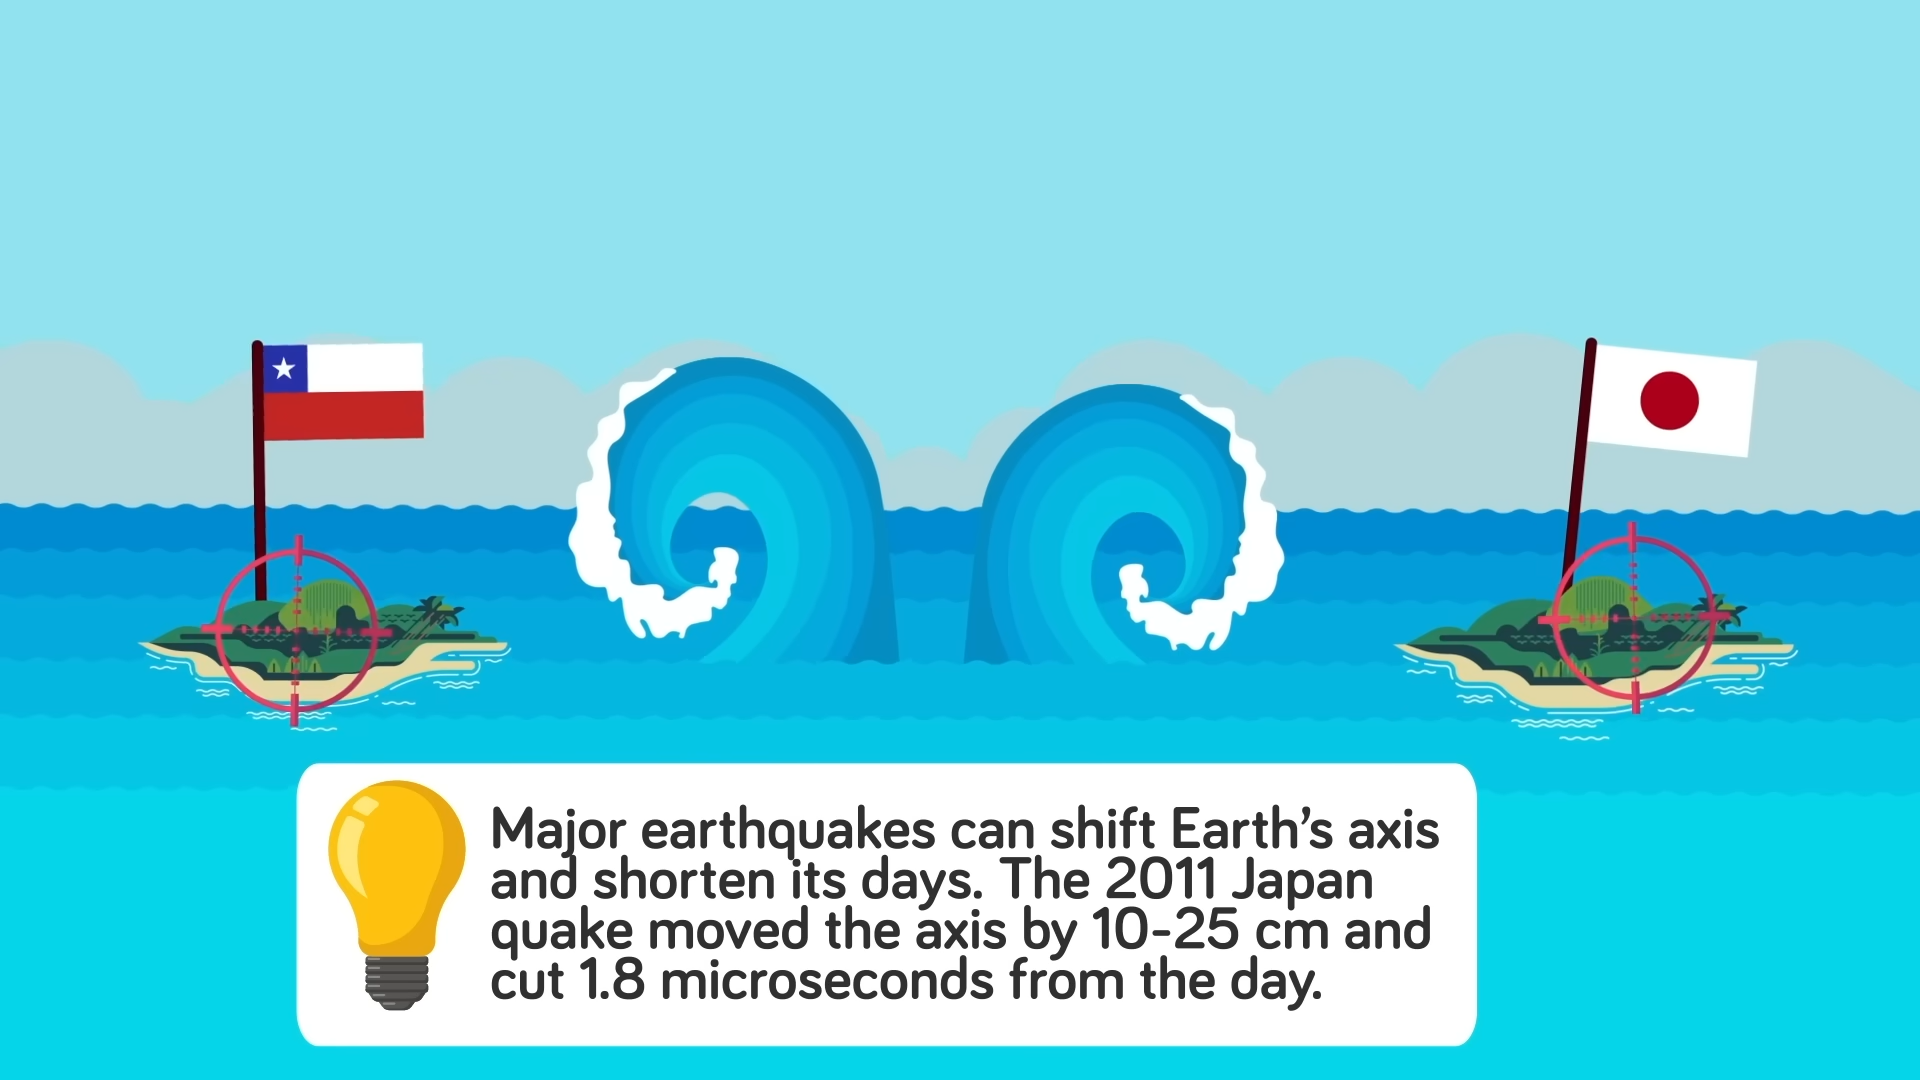 Major earthquakes can shift Earth’s axis
and shorten its days. The 2011 Japan
quake moved the axis by 10-25 cm and
cut 1.8 microseconds from the day.